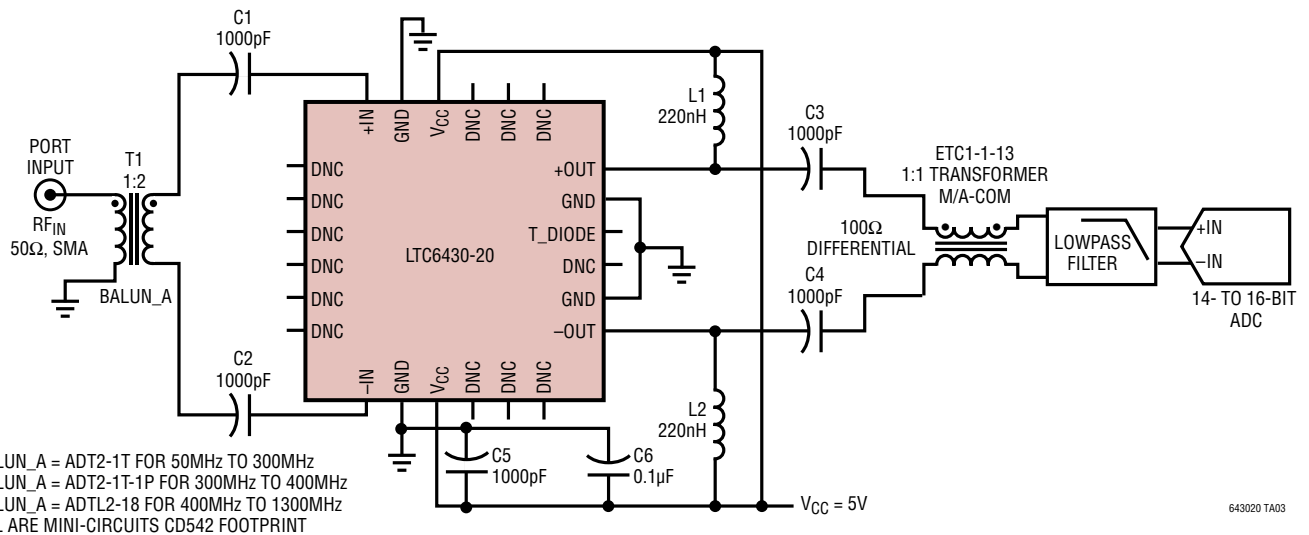 C1
1000pF
+IN
GND
VCC
DNC
DNC
DNC
L1
220nH
C3
1000pF
PORT
INPUT
RFIN
50Ω, SMA
T1
1:2
BALUN_A
DNC
DNC
DNC
DNC
DNC
DNC
LTC6430-20
+OUT
GND
T_DIODE
DNC
GND
–OUT
ETC1-1-13
1:1 TRANSFORMER
M/A-COM
100Ω
DIFFERENTIAL
LOWPASS
FILTER
+IN
–IN
14- TO 16-BIT
ADC
C4
1000pF
C2
1000pF
–IN
GND
VCC
DNC
DNC
DNC
L2
220nH
C5
1000pF
C6
0.1µF
VCC = 5V
LUN_A = ADT2-1T FOR 50MHz TO 300MHz
LUN_A = ADT2-1T-1P FOR 300MHz TO 400MHz
LUN_A = ADTL2-18 FOR 400MHz TO 1300MHz
ARE MINI-CIRCUITS CD542 FOOTPRINT
643020 TA03